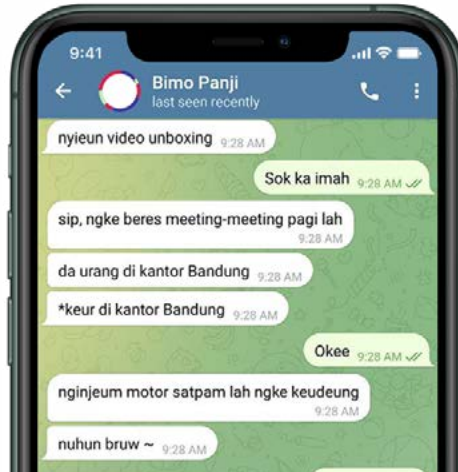 9:41
Bimo Panji
last seen recently
nyieun video unboxing 9:28 AM
Sok ka imah 9:28 AM
sip, ngke beres meeting-meeting pagi lah
9:28 AM
da urang di kantor Bandung 9:28 AM
*keur di kantor Bandung 9:28 AM
Okee 9:28 AM
nginjeum motor satpam lah ngke keudeung
9:28 AM
nuhun bruw ~ 9:28 AM